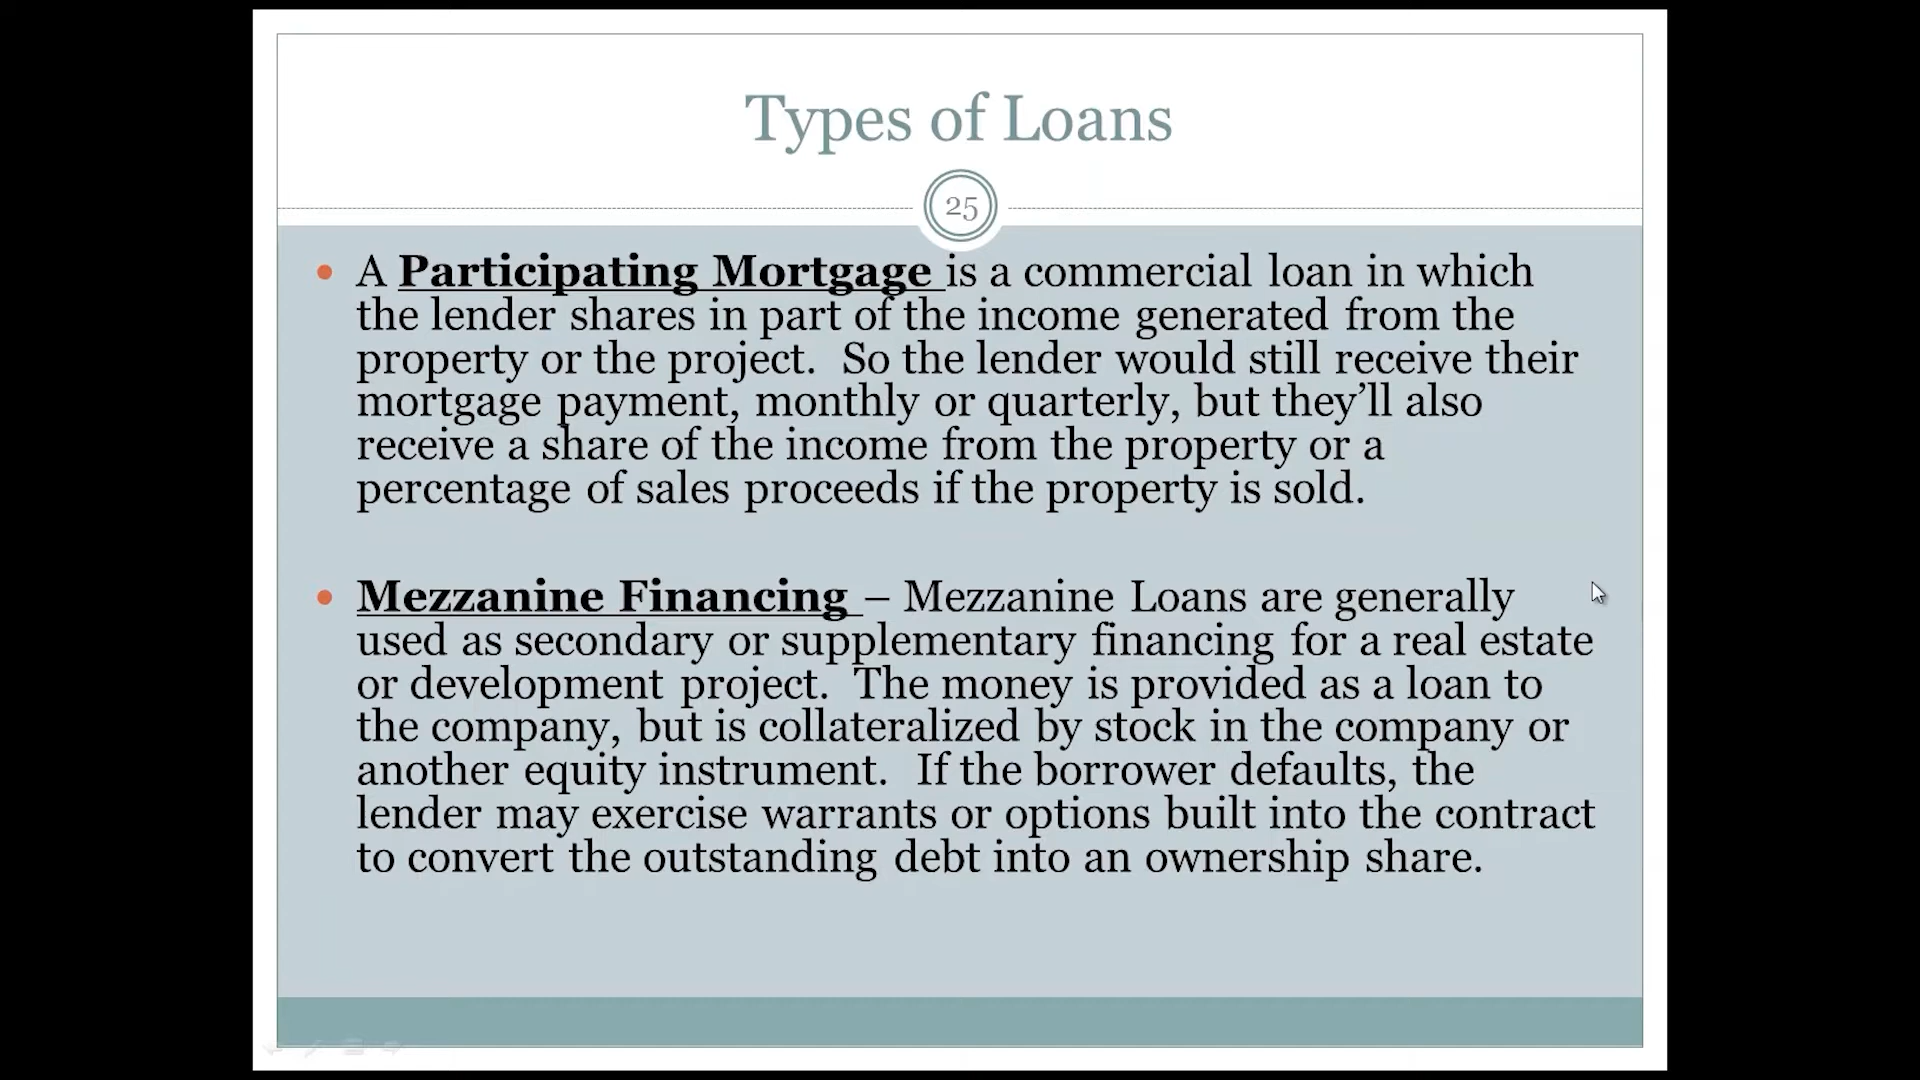 Types of Loans
25
• A Participating Mortgage is a commercial loan in which
the lender shares in part of the income generated from the
property or the project.  So the lender would still receive their
mortgage payment, monthly or quarterly, but they’ll also
receive a share of the income from the property or a
percentage of sales proceeds if the property is sold.
• Mezzanine Financing – Mezzanine Loans are generally
used as secondary or supplementary financing for a real estate
or development project.  The money is provided as a loan to
the company, but is collateralized by stock in the company or
another equity instrument.  If the borrower defaults, the
lender may exercise warrants or options built into the contract
to convert the outstanding debt into an ownership share.